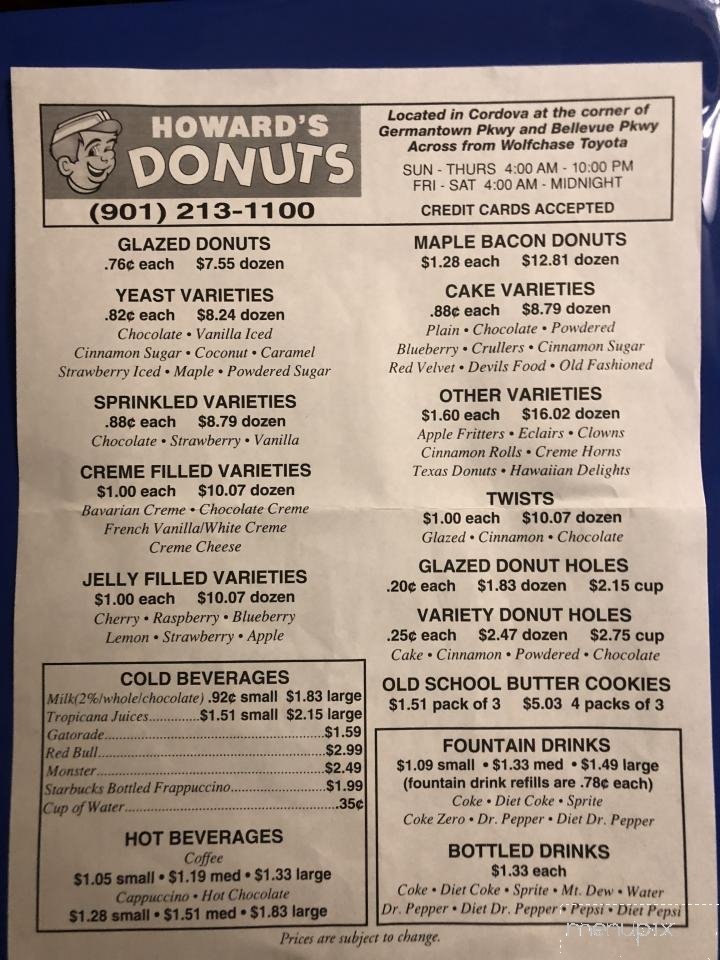 HOWARD'S
DONUTS
(901) 213-1100
Located in Cordova at the corner of
Germantown Pkwy and Bellevue Pkwy
Across from Wolfchase Toyota
SUN - THURS 4:00 AM - 10:00 PM
FRI - SAT 4:00 AM - MIDNIGHT
CREDIT CARDS ACCEPTED
GLAZED DONUTS
.76¢ each $7.55 dozen
YEAST VARIETIES
.82¢ each $8.24 dozen
Chocolate • Vanilla Iced
Cinnamon Sugar • Coconut • Caramel
Strawberry Iced • Maple • Powdered Sugar
SPRINKLED VARIETIES
.88¢ each $8.79 dozen
Chocolate • Strawberry • Vanilla
CREME FILLED VARIETIES
$1.00 each $10.07 dozen
Bavarian Creme • Chocolate Creme
French Vanilla/White Creme
Creme Cheese
JELLY FILLED VARIETIES
$1.00 each $10.07 dozen
Cherry • Raspberry • Blueberry
Lemon • Strawberry • Apple
COLD BEVERAGES
Milk(2%/whole/chocolate) .92¢ small $1.83 large
Tropicana Juices.............$1.51 small $2.15 large
Gatorade.................................................$1.59
Red Bull..................................................$2.99
Monster...................................................$2.49
Starbucks Bottled Frappuccino.....................$1.99
Cup of Water..............................................35¢
HOT BEVERAGES
Coffee
$1.05 small • $1.19 med • $1.33 large
Cappuccino • Hot Chocolate
$1.28 small • $1.51 med • $1.83 large
MAPLE BACON DONUTS
$1.28 each $12.81 dozen
CAKE VARIETIES
.88¢ each $8.79 dozen
Plain • Chocolate • Powdered
Blueberry • Crullers • Cinnamon Sugar
Red Velvet • Devils Food • Old Fashioned
OTHER VARIETIES
$1.60 each $16.02 dozen
Apple Fritters • Eclairs • Clowns
Cinnamon Rolls • Creme Horns
Texas Donuts • Hawaiian Delights
TWISTS
$1.00 each $10.07 dozen
Glazed • Cinnamon • Chocolate
GLAZED DONUT HOLES
.20¢ each $1.83 dozen $2.15 cup
VARIETY DONUT HOLES
.25¢ each $2.47 dozen $2.75 cup
Cake • Cinnamon • Powdered • Chocolate
OLD SCHOOL BUTTER COOKIES
$1.51 pack of 3 $5.03 4 packs of 3
FOUNTAIN DRINKS
$1.09 small • $1.33 med • $1.49 large
(fountain drink refills are .78¢ each)
Coke • Diet Coke • Sprite
Coke Zero • Dr. Pepper • Diet Dr. Pepper
BOTTLED DRINKS
$1.33 each
Coke • Diet Coke • Sprite • Mt. Dew • Water
Dr. Pepper • Diet Dr. Pepper • Pepsi • Diet Pepsi
Prices are subject to change.
menupix